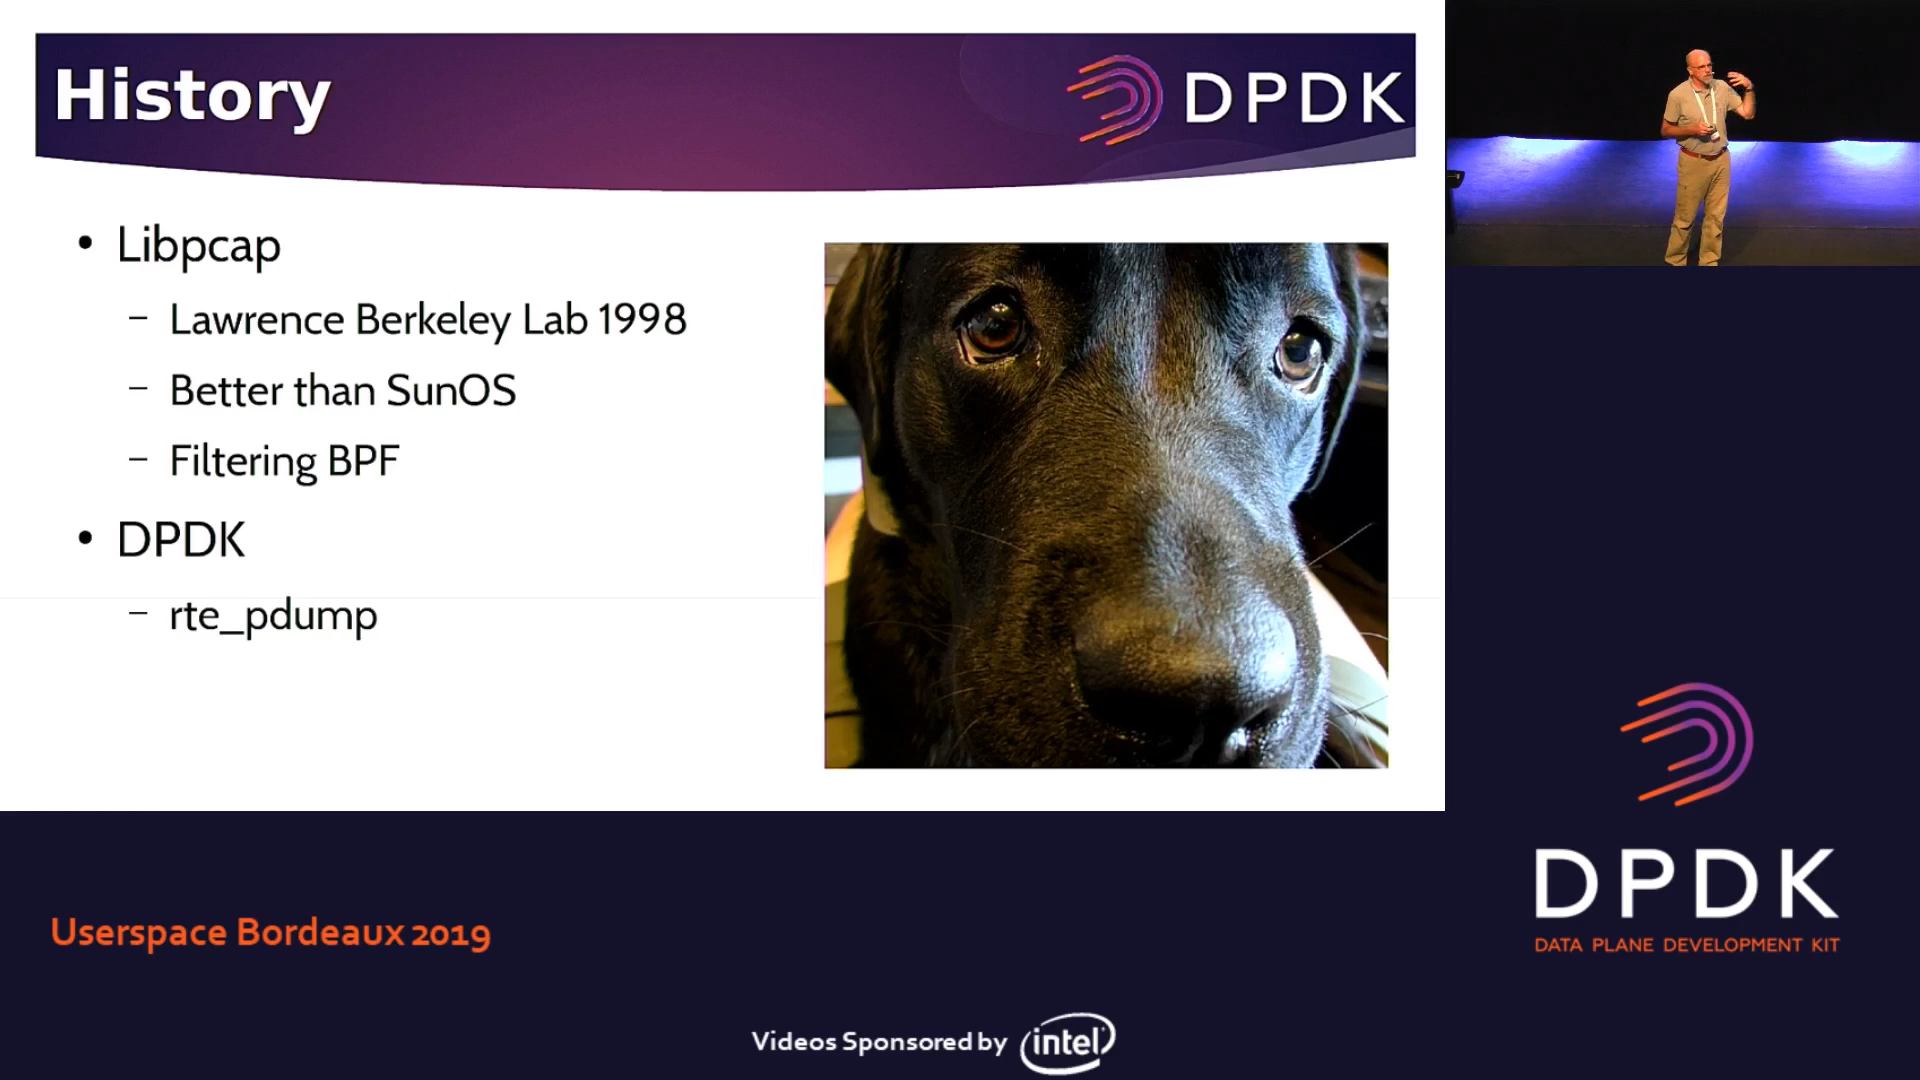 History
DPDK
• Libpcap
– Lawrence Berkeley Lab 1998
– Better than SunOS
– Filtering BPF
• DPDK
– rte_pdump
DPDK
DATA PLANE DEVELOPMENT KIT
Userspace Bordeaux 2019
Videos Sponsored by intel